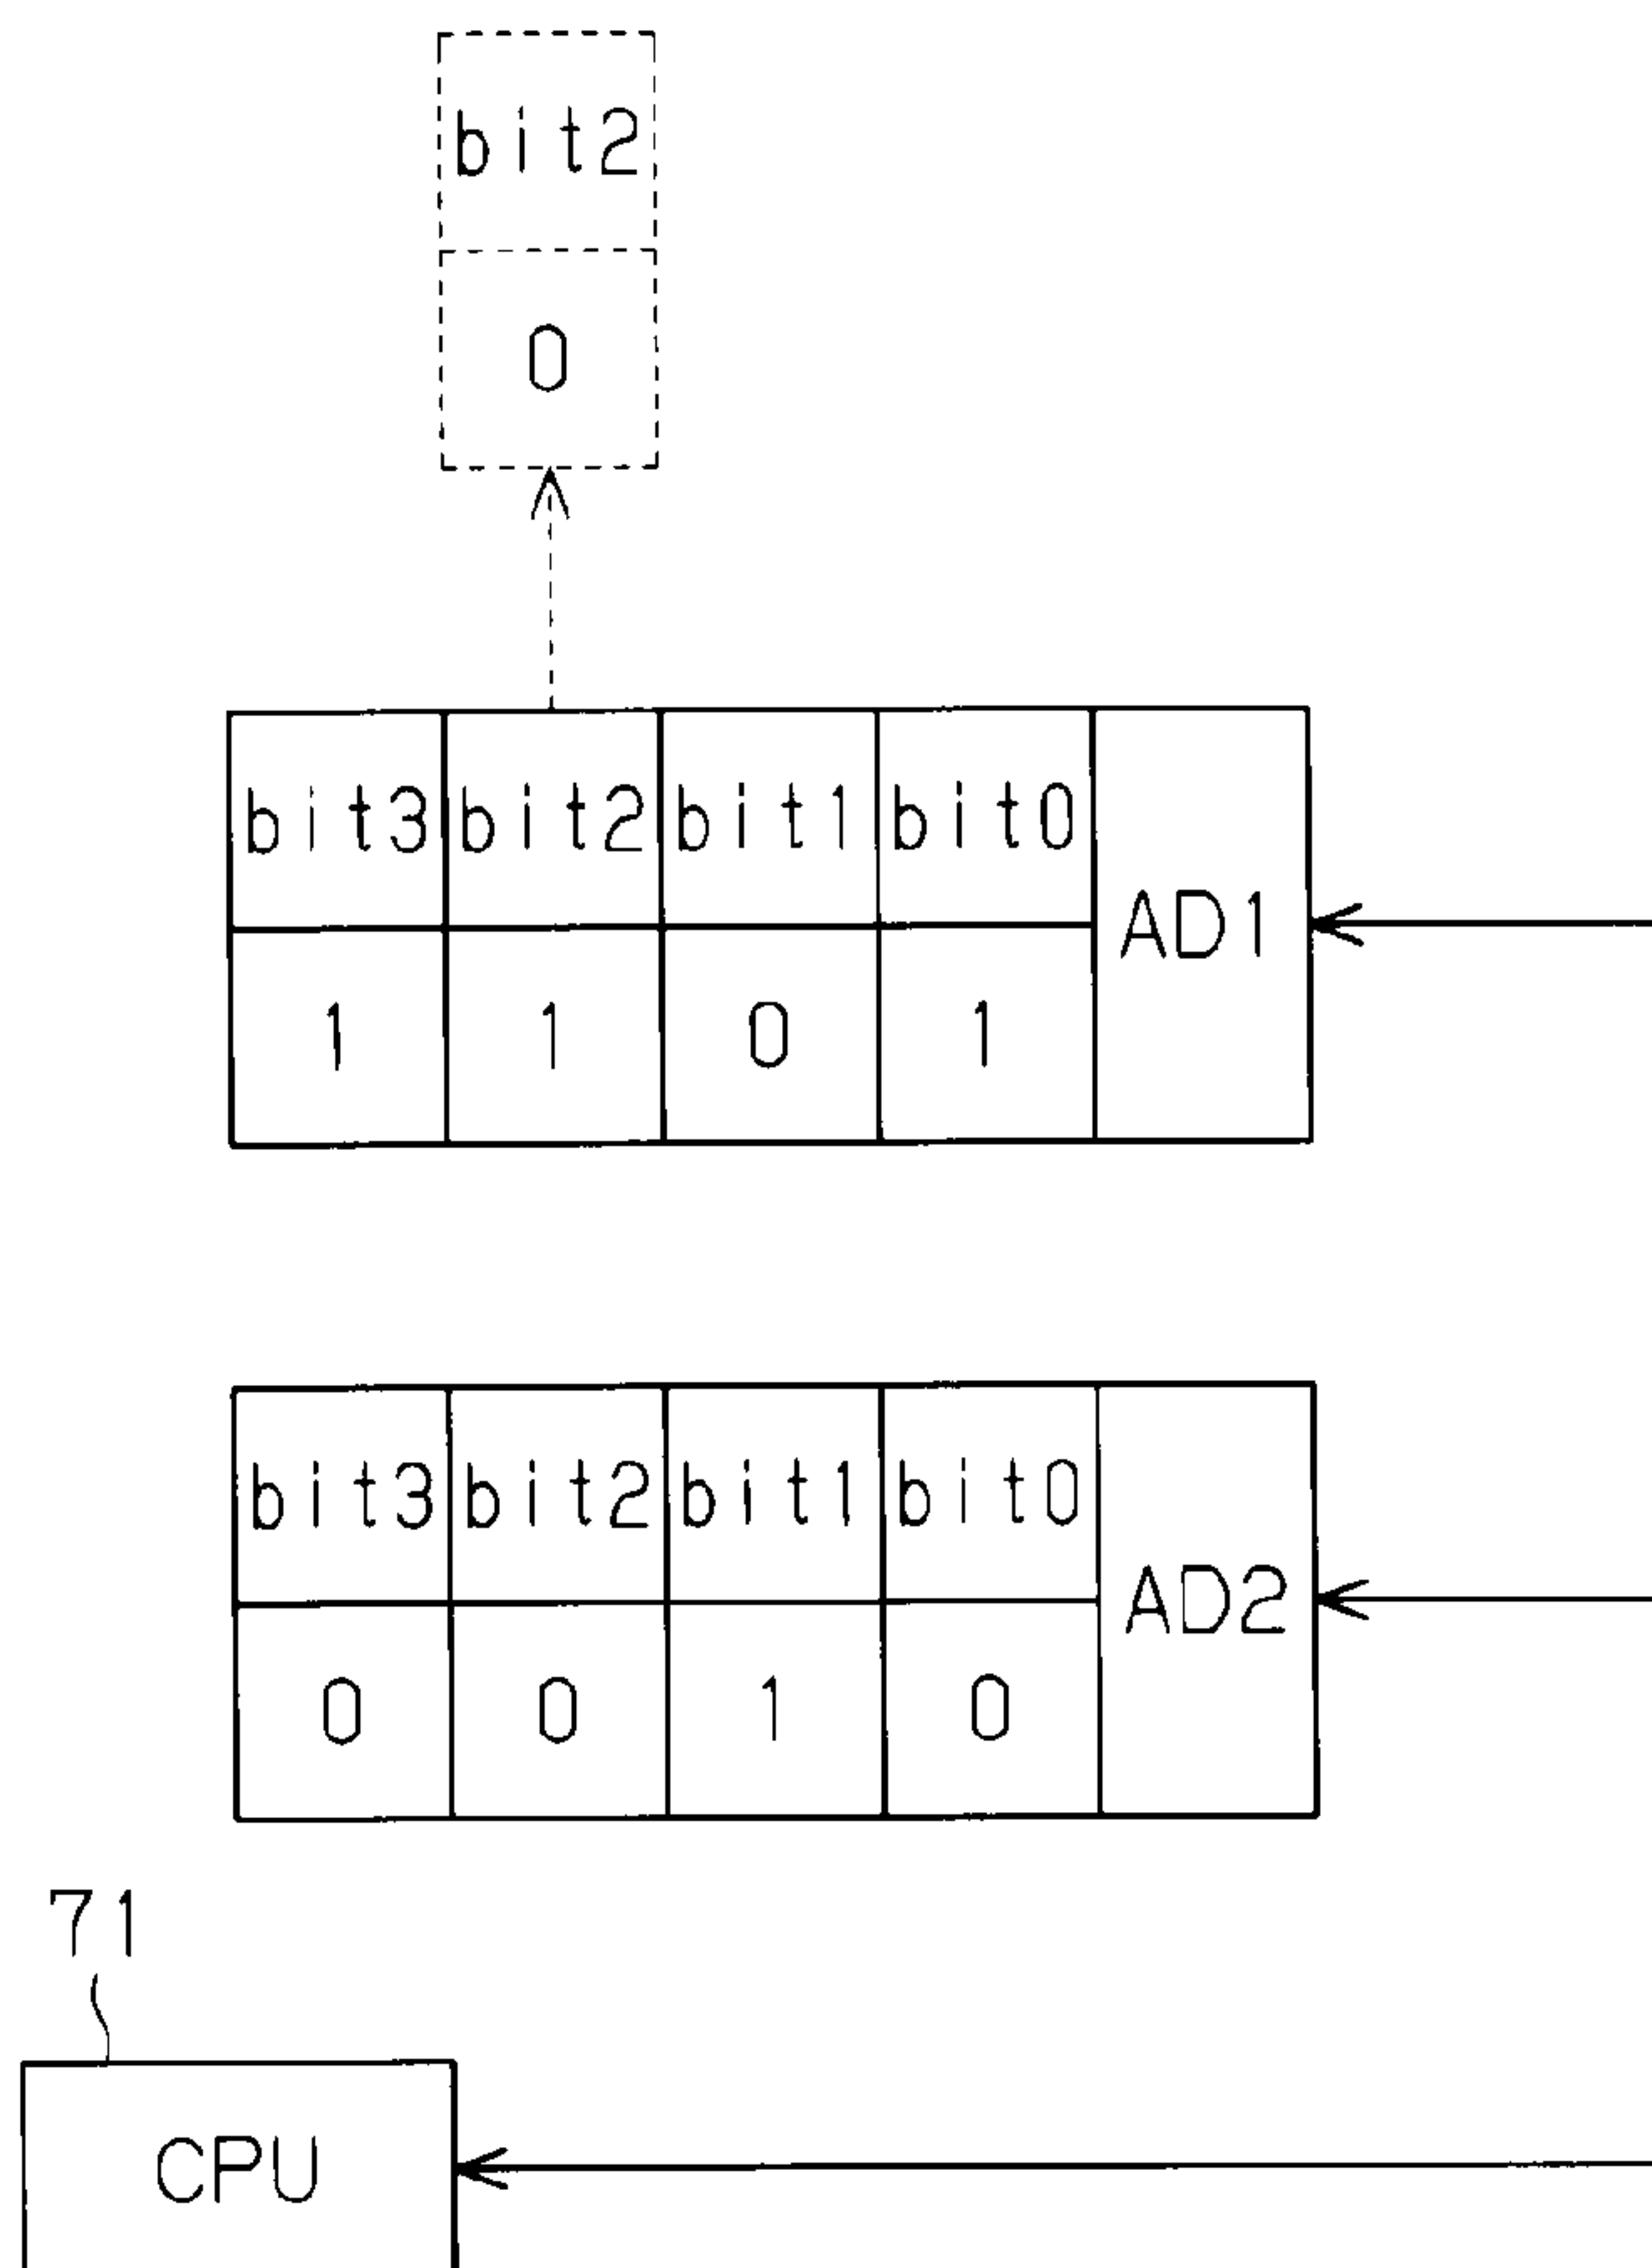 bit2
0
bit3 bit2 bit1 bit0 AD1
1 1 0 1
bit3 bit2 bit1 bit0 AD2
0 0 1 0
71
CPU